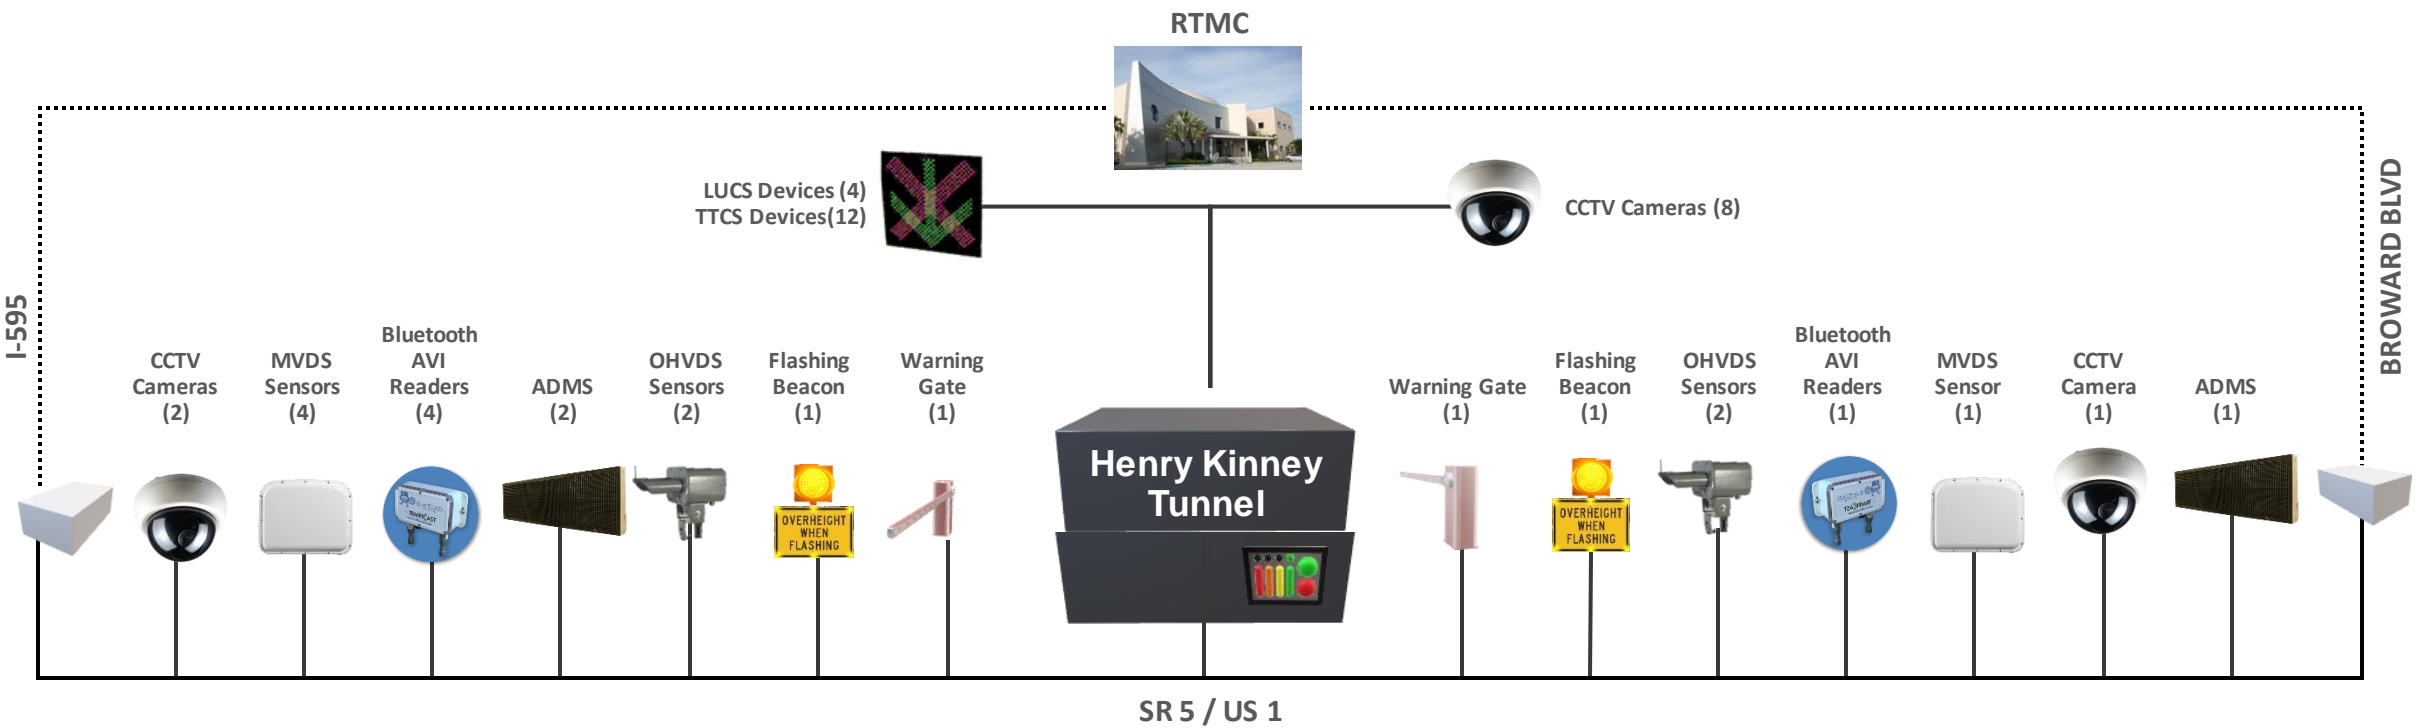 RTMC
LUCS Devices (4)
TTCS Devices(12)
CCTV Cameras (8)
I-595
BROWARD BLVD
CCTV
Cameras
(2)
MVDS
Sensors
(4)
Bluetooth
AVI
Readers
(4)
ADMS
(2)
OHVDS
Sensors
(2)
Flashing
Beacon
(1)
Warning
Gate
(1)
Warning Gate
(1)
Flashing
Beacon
(1)
OHVDS
Sensors
(2)
Bluetooth
AVI
Readers
(1)
MVDS
Sensor
(1)
CCTV
Camera
(1)
ADMS
(1)
OVERHEIGHT
WHEN
FLASHING
Henry Kinney
Tunnel
OVERHEIGHT
WHEN
FLASHING
SR 5 / US 1